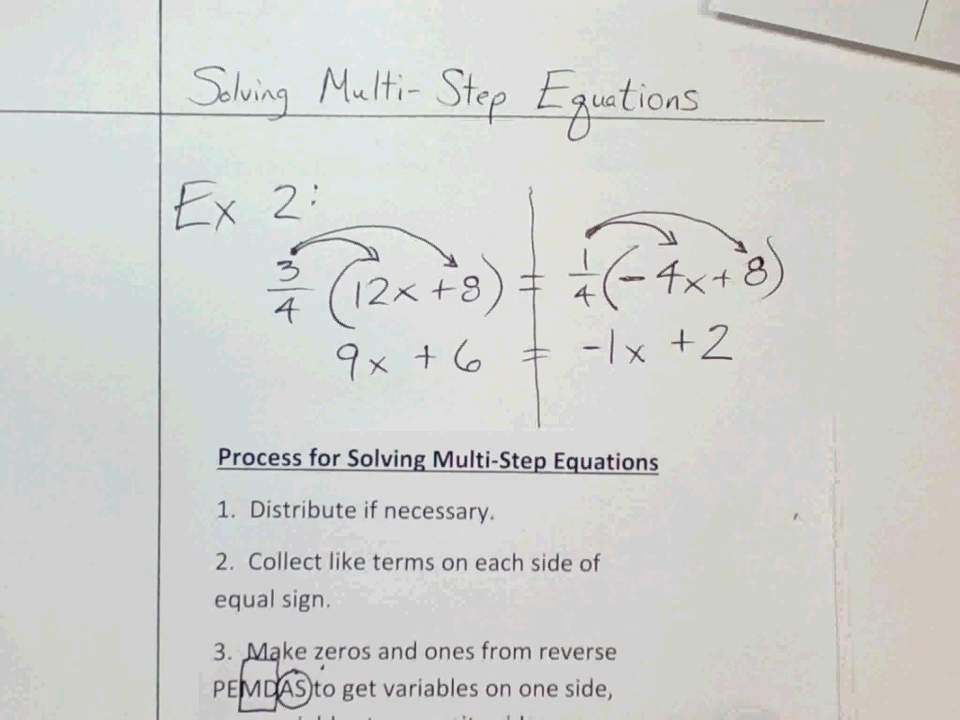 Solving Multi-Step Equations
Ex 2:
3/4 (12x + 8) = 1/4 (-4x + 8)
9x + 6 = -1x + 2
Process for Solving Multi-Step Equations
1. Distribute if necessary.
2. Collect like terms on each side of
equal sign.
3. Make zeros and ones from reverse
PEMDAS to get variables on one side,